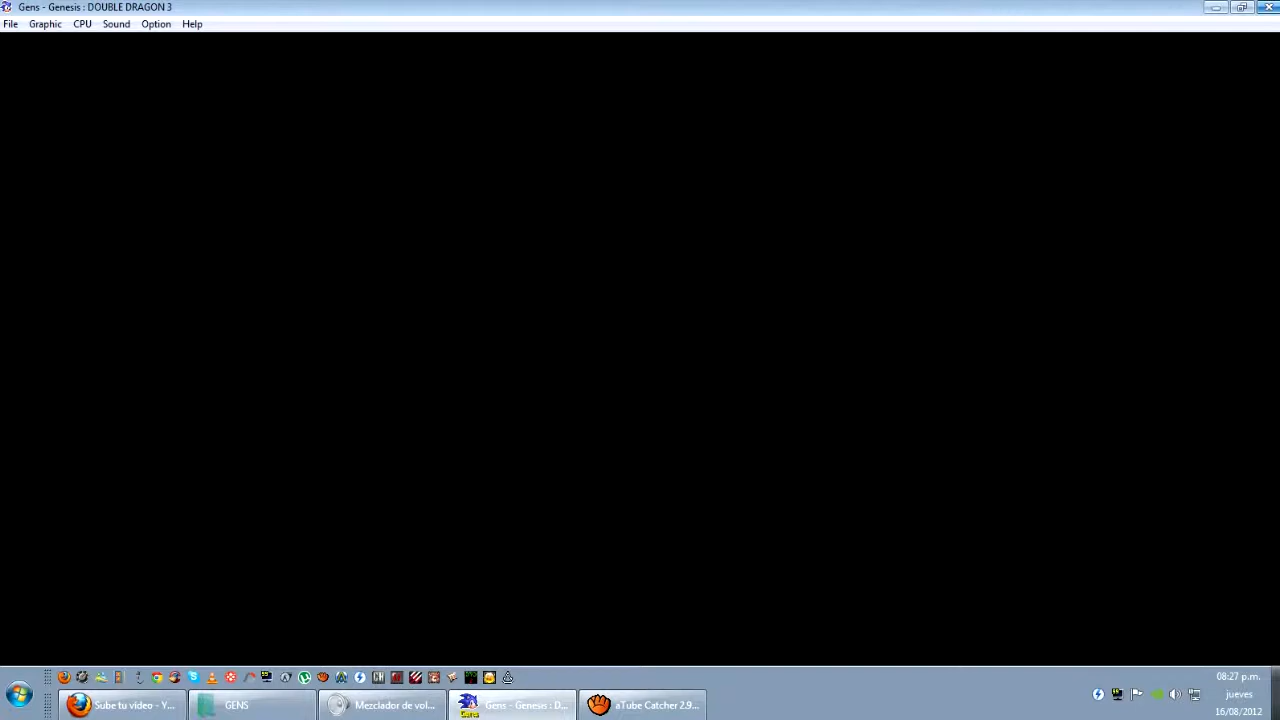 Gens - Genesis : DOUBLE DRAGON 3
File Graphic CPU Sound Option Help
08:27 p.m.
jueves
16/08/2012
Sube tu video - Y... GENS Mezclador de vol... Gens - Genesis : D... aTube Catcher 2.9...